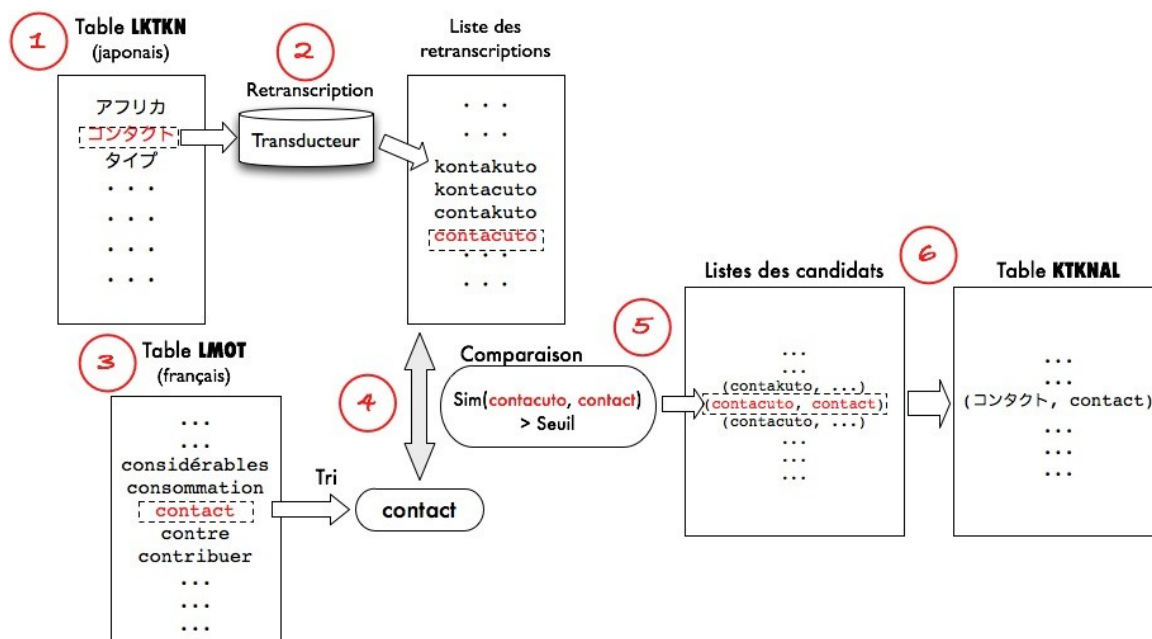 1
Table LKTKN
(japonais)
アフリカ
コンタクト
タイプ
. . .
. . .
. . .
. . .
2
Retranscription
Transducteur
Liste des
retranscriptions
. . .
. . .
kontakuto
kontacuto
contakuto
contacuto
. . .
. . .
3
Table LMOT
(français)
...
...
considérables
consommation
contact
contre
contribuer
...
...
...
Tri
contact
4
Comparaison
Sim(contacuto, contact)
> Seuil
5
Listes des candidats
...
...
(contakuto, ...)
(contacuto, contact)
(contacuto, ...)
...
...
...
6
Table KTKNAL
...
...
(コンタクト, contact)
...
...
...